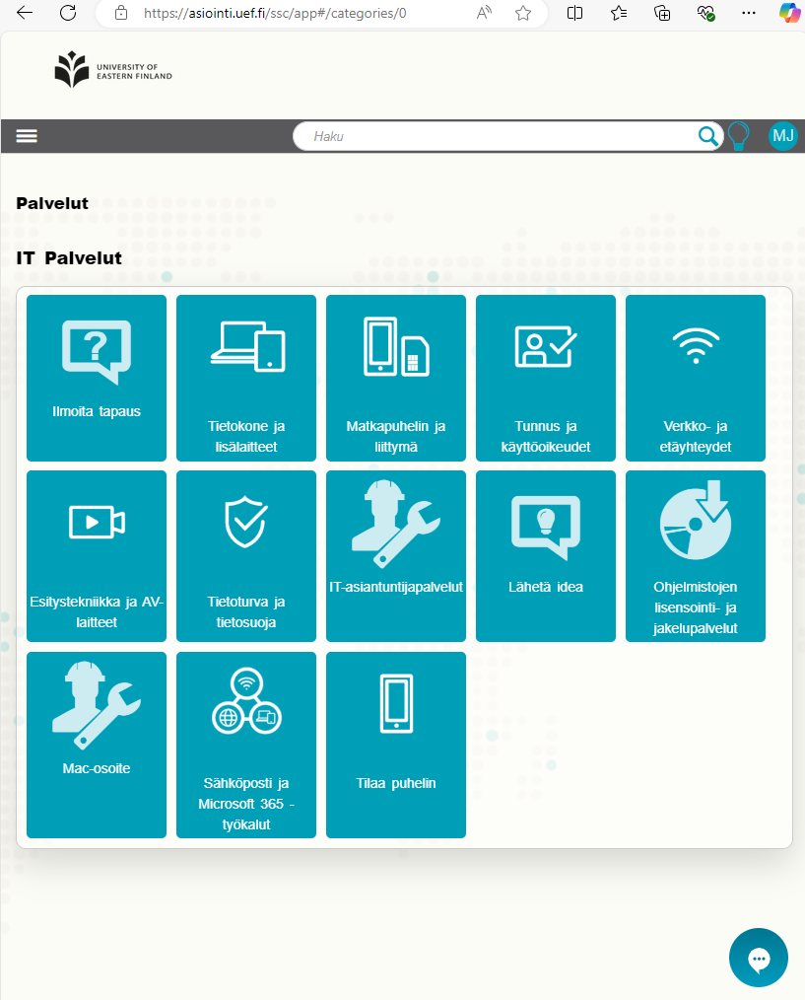 https://asiointi.uef.fi/ssc/app#/categories/0
UNIVERSITY OF
EASTERN FINLAND
Haku
MJ
Palvelut
IT Palvelut
?
Ilmoita tapaus
Tietokone ja
lisälaitteet
Matkapuhelin ja
liittymä
Tunnus ja
käyttöoikeudet
Verkko- ja
etäyhteydet
Esitystekniikka ja AV-
laitteet
Tietoturva ja
tietosuoja
IT-asiantuntijapalvelut
Lähetä idea
Ohjelmistojen
lisensointi- ja
jakelupalvelut
Mac-osoite
Sähköposti ja
Microsoft 365 -
työkalut
Tilaa puhelin